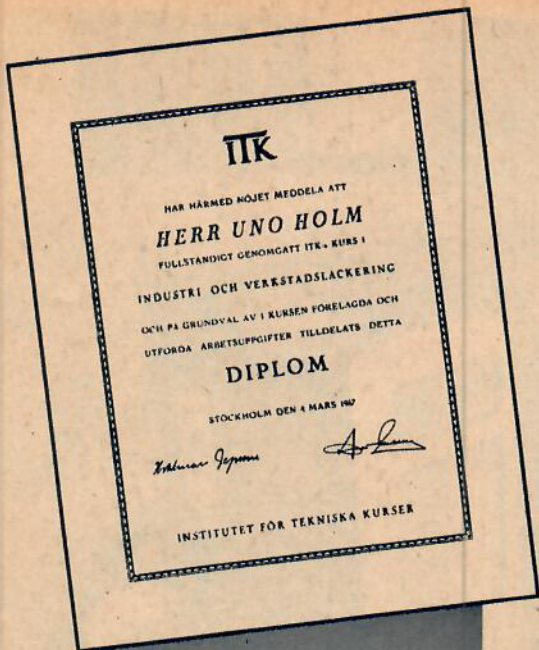 ITK
HAR HÄRMED NÖJET MEDDELA ATT
HERR UNO HOLM
FULLSTÄNDIGT GENOMGÅTT ITK:s KURS I
INDUSTRI OCH VERKSTADSLACKERING
OCH PÅ GRUNDVAL AV I KURSEN FÖRELAGDA OCH
UTFÖRDA ARBETSUPPGIFTER TILLDELATS DETTA
DIPLOM
STOCKHOLM DEN 4 MARS 1967
INSTITUTET FÖR TEKNISKA KURSER